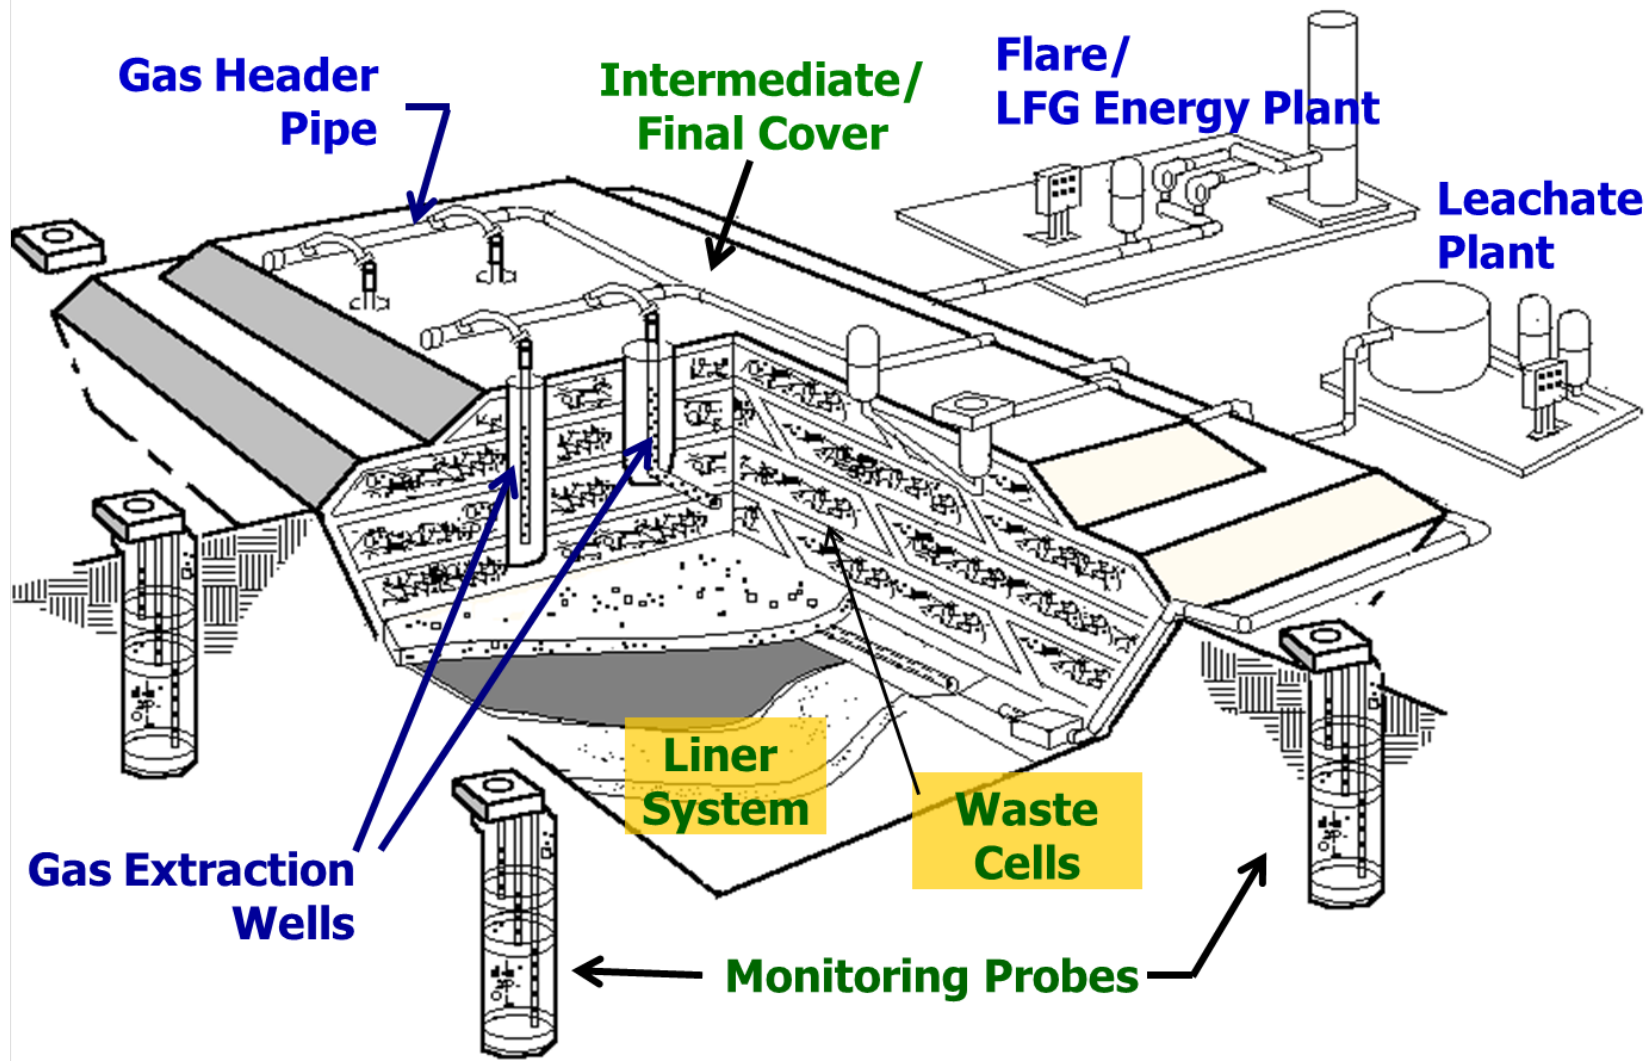 Gas Header
Pipe
Intermediate/
Final Cover
Flare/
LFG Energy Plant
Leachate
Plant
Liner
System
Waste
Cells
Gas Extraction
Wells
Monitoring Probes